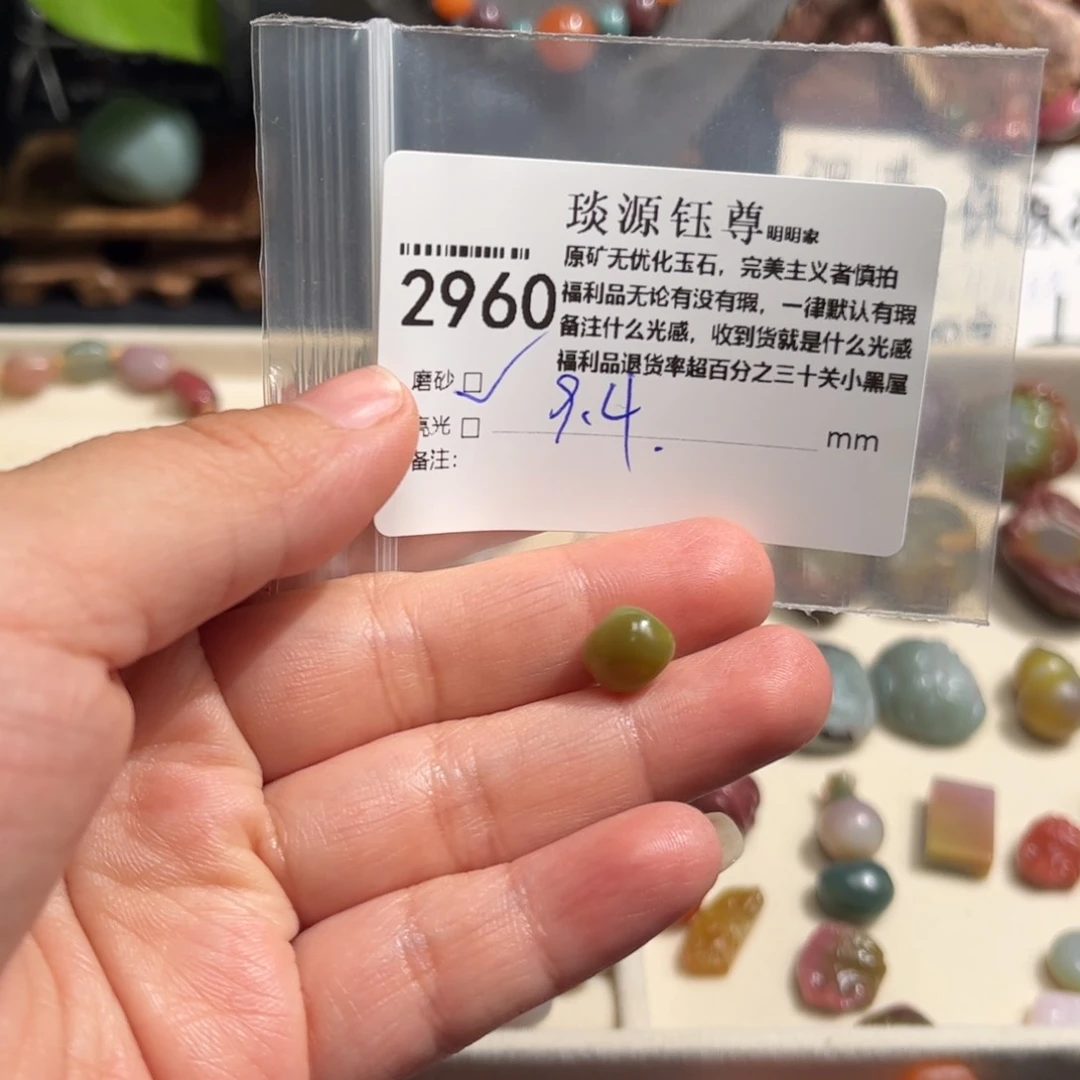 琰源钰尊明明家
原矿无优化玉石，完美主义者慎拍
2960
福利品无论有没有瑕，一律默认有瑕
备注什么光感，收到货就是什么光感
福利品退货率超百分之三十关小黑屋
磨砂 □ ✓
亮光 □ 9.4. mm
备注：